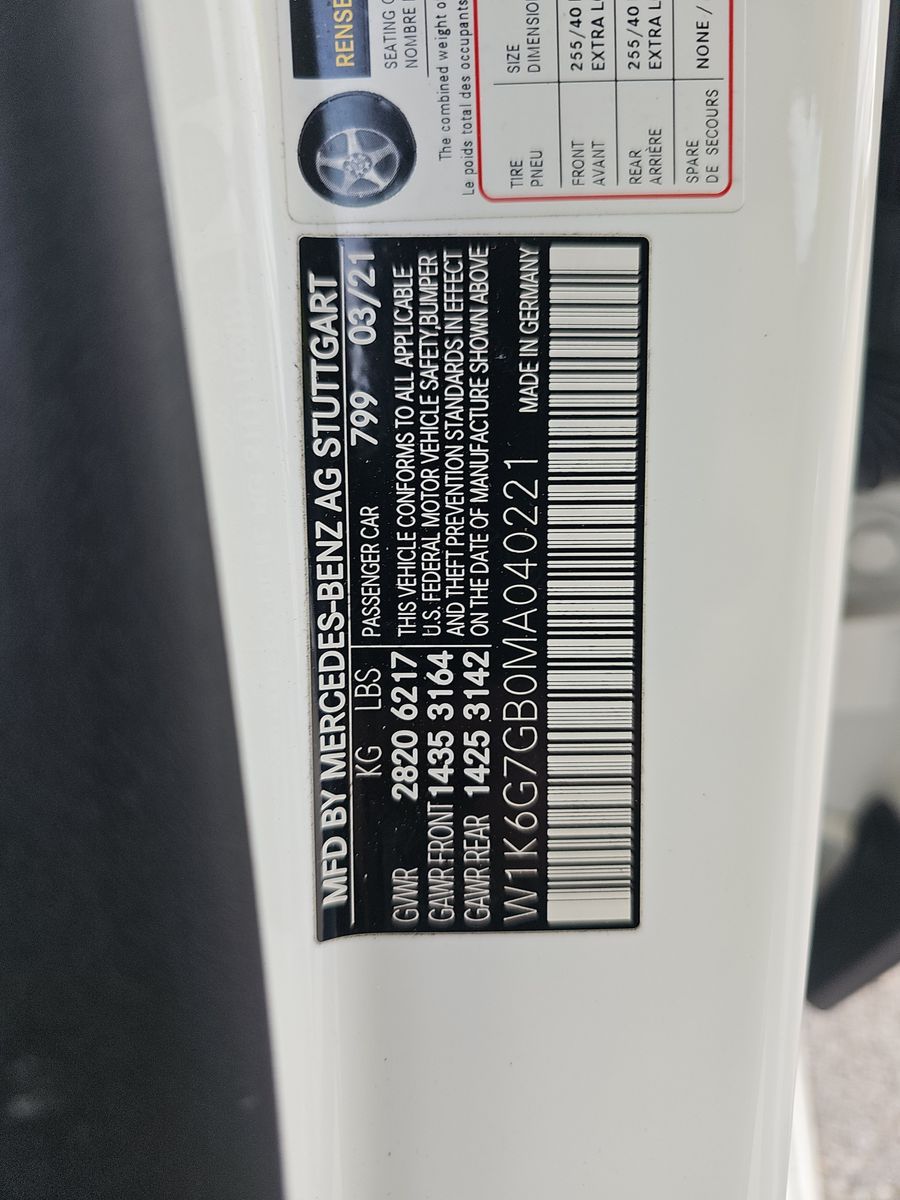 MFD BY MERCEDES-BENZ AG STUTTGART
KG LBS PASSENGER CAR 799 03/21
GVWR 2820 6217 THIS VEHICLE CONFORMS TO ALL APPLICABLE
GAWR FRONT 1435 3164 U.S. FEDERAL MOTOR VEHICLE SAFETY,BUMPER
GAWR REAR 1425 3142 AND THEFT PREVENTION STANDARDS IN EFFECT
ON THE DATE OF MANUFACTURE SHOWN ABOVE
W1K6G7GB0MA040221 MADE IN GERMANY
SEATING
NOMBRE
The combined weight
Le poids total des occupants
TIRE SIZE
PNEU
FRONT 255/40
AVANT EXTRA
REAR 255/40
ARRIÈRE EXTRA
SPARE NONE /
DE SECOURS